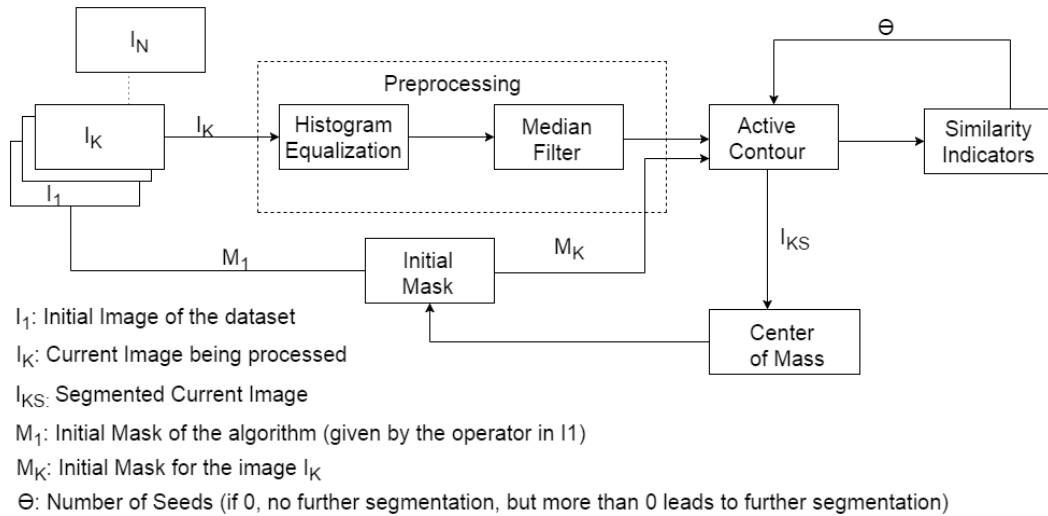 I_N
Ɵ
Preprocessing
I_K
I_K
Histogram
Equalization
Median
Filter
Active
Contour
Similarity
Indicators
I_1
M_1
Initial
Mask
M_K
I_KS
Center
of Mass
I_1: Initial Image of the dataset
I_K: Current Image being processed
I_KS: Segmented Current Image
M_1: Initial Mask of the algorithm (given by the operator in I1)
M_K: Initial Mask for the image I_K
Ɵ: Number of Seeds (if 0, no further segmentation, but more than 0 leads to further segmentation)